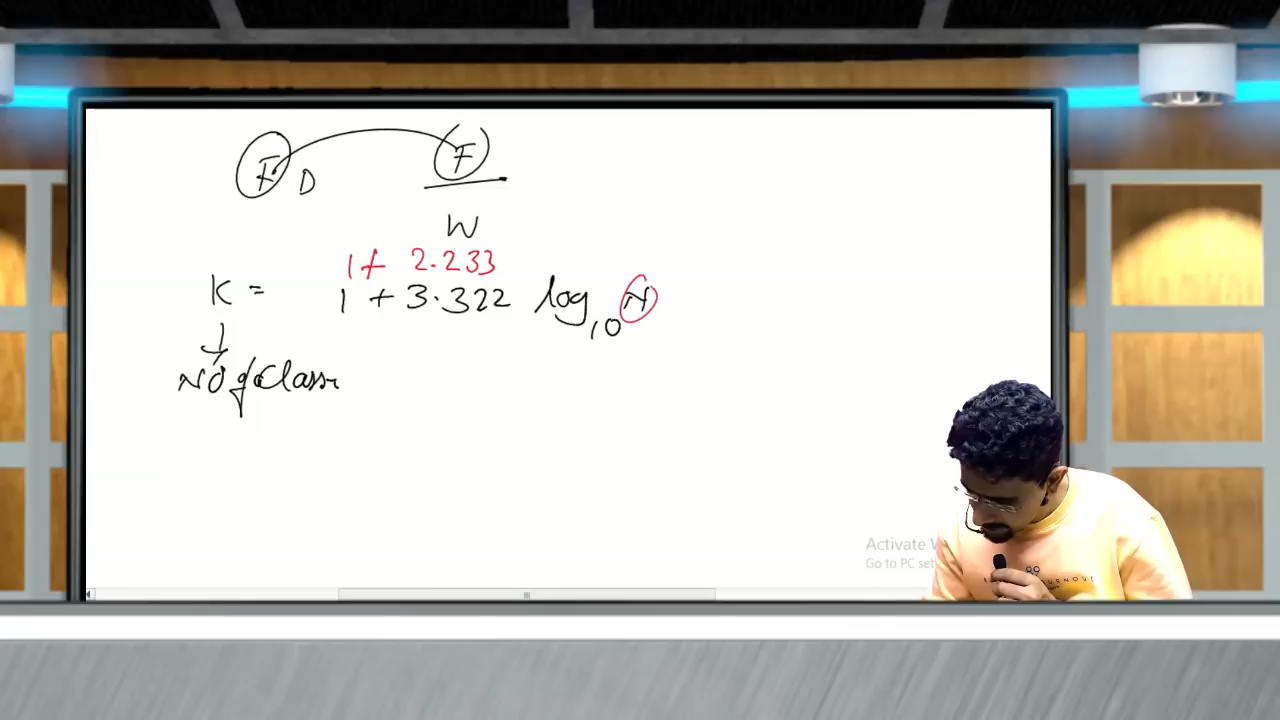 F D F
W
1+ 2.233
K = 1 + 3.322 log10 N
No of Class
Activate
Go to PC set